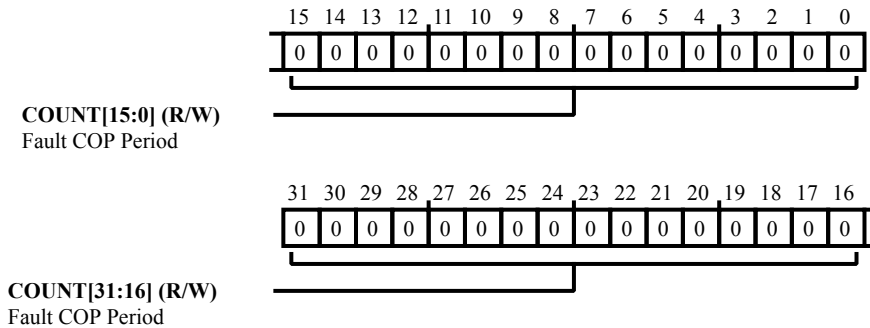 15 14 13 12 11 10 9 8 7 6 5 4 3 2 1 0
0 0 0 0 0 0 0 0 0 0 0 0 0 0 0 0
COUNT[15:0] (R/W)
Fault COP Period
31 30 29 28 27 26 25 24 23 22 21 20 19 18 17 16
0 0 0 0 0 0 0 0 0 0 0 0 0 0 0 0
COUNT[31:16] (R/W)
Fault COP Period